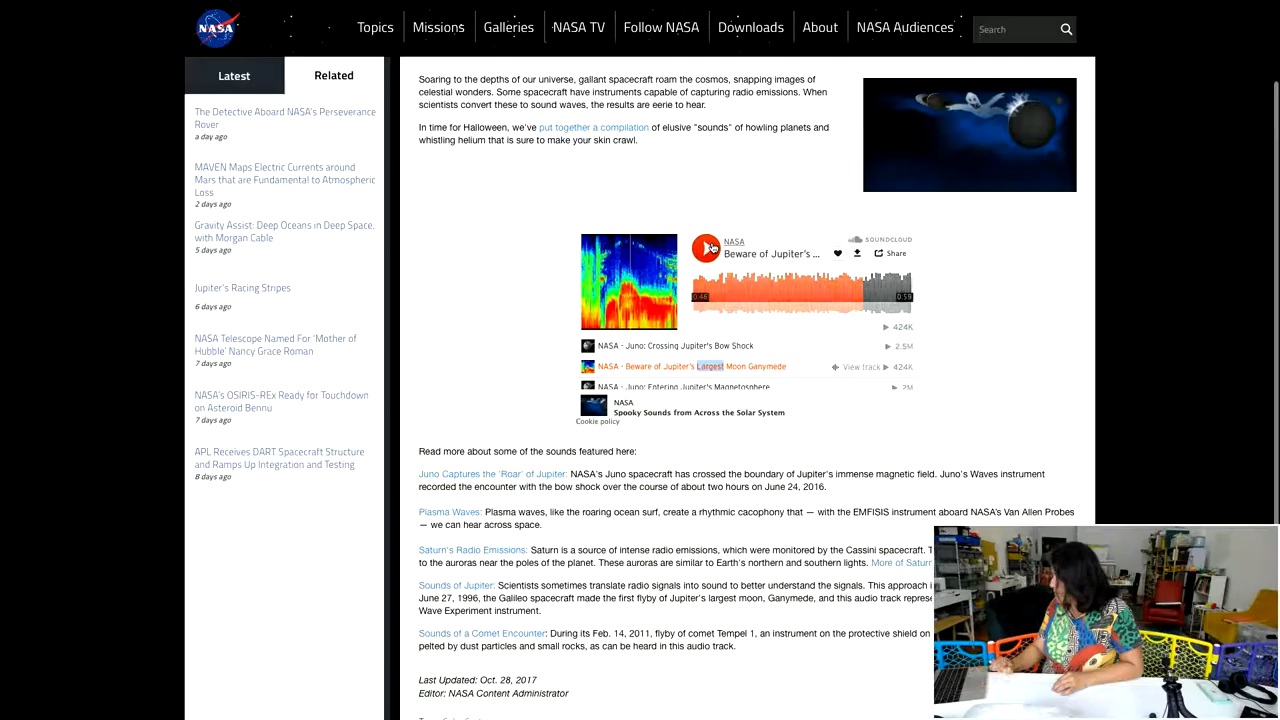 NASA
Topics
Missions
Galleries
NASA TV
Follow NASA
Downloads
About
NASA Audiences
Search
Latest
Related
The Detective Aboard NASA's Perseverance
Rover
a day ago
MAVEN Maps Electric Currents around
Mars that are Fundamental to Atmospheric
Loss
2 days ago
Gravity Assist: Deep Oceans in Deep Space,
with Morgan Cable
5 days ago
Jupiter's Racing Stripes
6 days ago
NASA Telescope Named For 'Mother of
Hubble' Nancy Grace Roman
7 days ago
NASA's OSIRIS-REx Ready for Touchdown
on Asteroid Bennu
7 days ago
APL Receives DART Spacecraft Structure
and Ramps Up Integration and Testing
8 days ago
Soaring to the depths of our universe, gallant spacecraft roam the cosmos, snapping images of
celestial wonders. Some spacecraft have instruments capable of capturing radio emissions. When
scientists convert these to sound waves, the results are eerie to hear.
In time for Halloween, we've put together a compilation of elusive "sounds" of howling planets and
whistling helium that is sure to make your skin crawl.
NASA
SOUNDCLOUD
Beware of Jupiter's ...
Share
0:46
0:59
424K
NASA - Juno: Crossing Jupiter's Bow Shock
2.5M
NASA - Beware of Jupiter's Largest Moon Ganymede
View track
424K
NASA - Juno: Entering Jupiter's Magnetosphere
2M
NASA
Spooky Sounds from Across the Solar System
Cookie policy
Read more about some of the sounds featured here:
Juno Captures the 'Roar' of Jupiter: NASA's Juno spacecraft has crossed the boundary of Jupiter's immense magnetic field. Juno's Waves instrument
recorded the encounter with the bow shock over the course of about two hours on June 24, 2016.
Plasma Waves: Plasma waves, like the roaring ocean surf, create a rhythmic cacophony that — with the EMFISIS instrument aboard NASA's Van Allen Probes
— we can hear across space.
Saturn's Radio Emissions: Saturn is a source of intense radio emissions, which were monitored by the Cassini spacecraft.
to the auroras near the poles of the planet. These auroras are similar to Earth's northern and southern lights. More of Saturn
Sounds of Jupiter: Scientists sometimes translate radio signals into sound to better understand the signals. This approach
June 27, 1996, the Galileo spacecraft made the first flyby of Jupiter's largest moon, Ganymede, and this audio track
Wave Experiment instrument.
Sounds of a Comet Encounter: During its Feb. 14, 2011, flyby of comet Tempel 1, an instrument on the protective shield on
pelted by dust particles and small rocks, as can be heard in this audio track.
Last Updated: Oct. 28, 2017
Editor: NASA Content Administrator